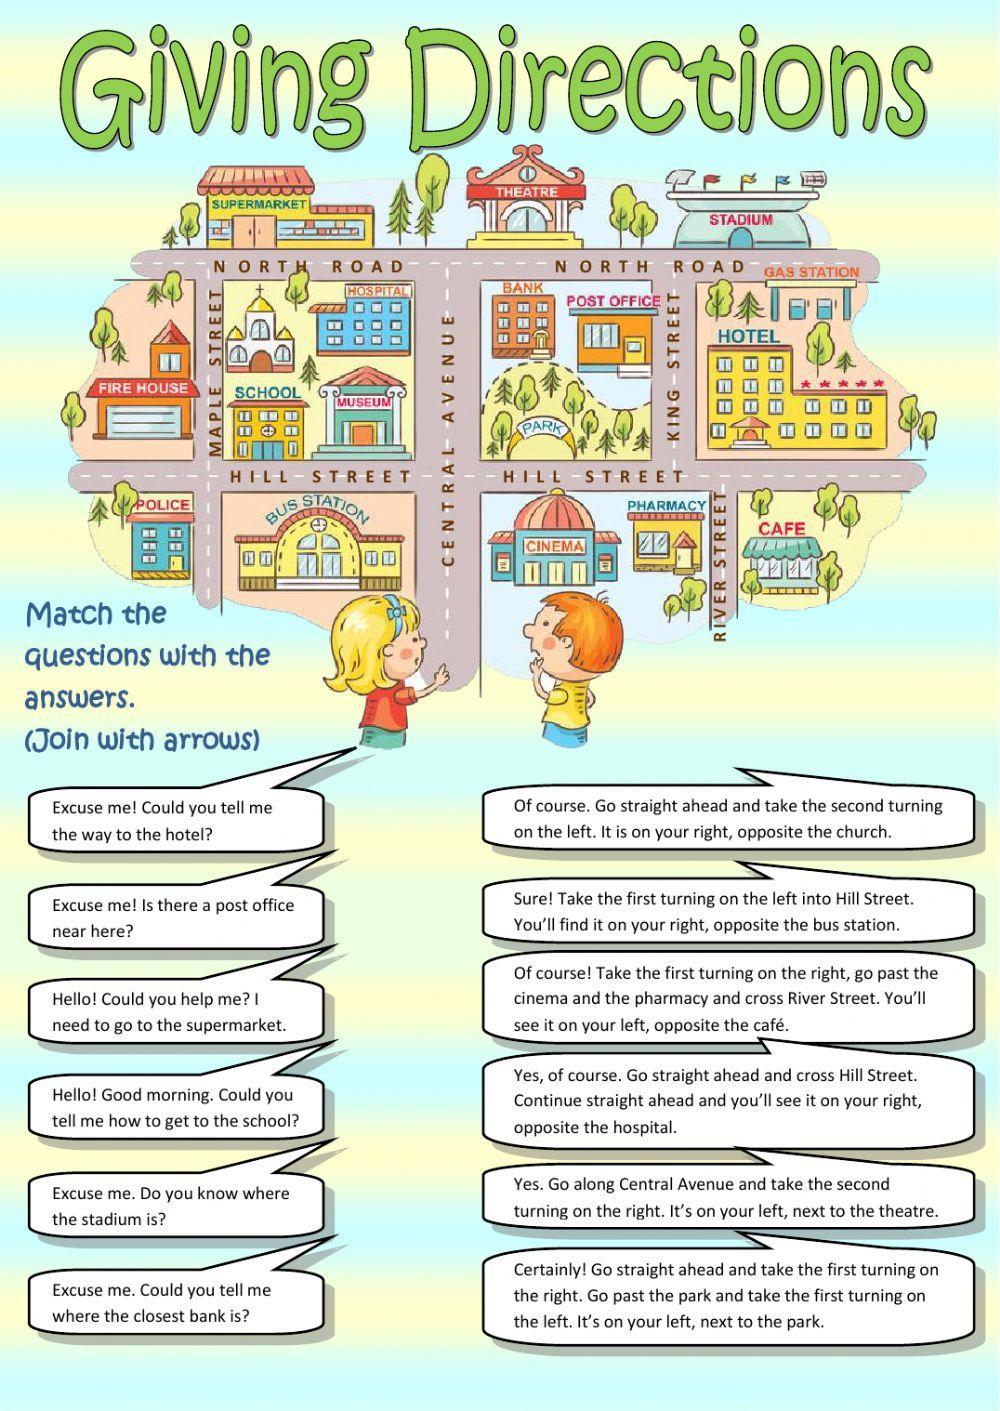 Giving Directions
SUPERMARKET
THEATRE
STADIUM
NORTH ROAD
NORTH ROAD
GAS STATION
HOSPITAL
BANK
POST OFFICE
HOTEL
MAPLE STREET
CENTRAL AVENUE
KING STREET
FIRE HOUSE
SCHOOL
MUSEUM
PARK
HILL STREET
HILL STREET
POLICE
BUS STATION
CINEMA
PHARMACY
RIVER STREET
CAFE
Match the
questions with the
answers.
(Join with arrows)
Excuse me! Could you tell me
the way to the hotel?
Excuse me! Is there a post office
near here?
Hello! Could you help me? I
need to go to the supermarket.
Hello! Good morning. Could you
tell me how to get to the school?
Excuse me. Do you know where
the stadium is?
Excuse me. Could you tell me
where the closest bank is?
Of course. Go straight ahead and take the second turning
on the left. It is on your right, opposite the church.
Sure! Take the first turning on the left into Hill Street.
You'll find it on your right, opposite the bus station.
Of course! Take the first turning on the right, go past the
cinema and the pharmacy and cross River Street. You'll
see it on your left, opposite the café.
Yes, of course. Go straight ahead and cross Hill Street.
Continue straight ahead and you'll see it on your right,
opposite the hospital.
Yes. Go along Central Avenue and take the second
turning on the right. It's on your left, next to the theatre.
Certainly! Go straight ahead and take the first turning on
the right. Go past the park and take the first turning on
the left. It's on your left, next to the park.